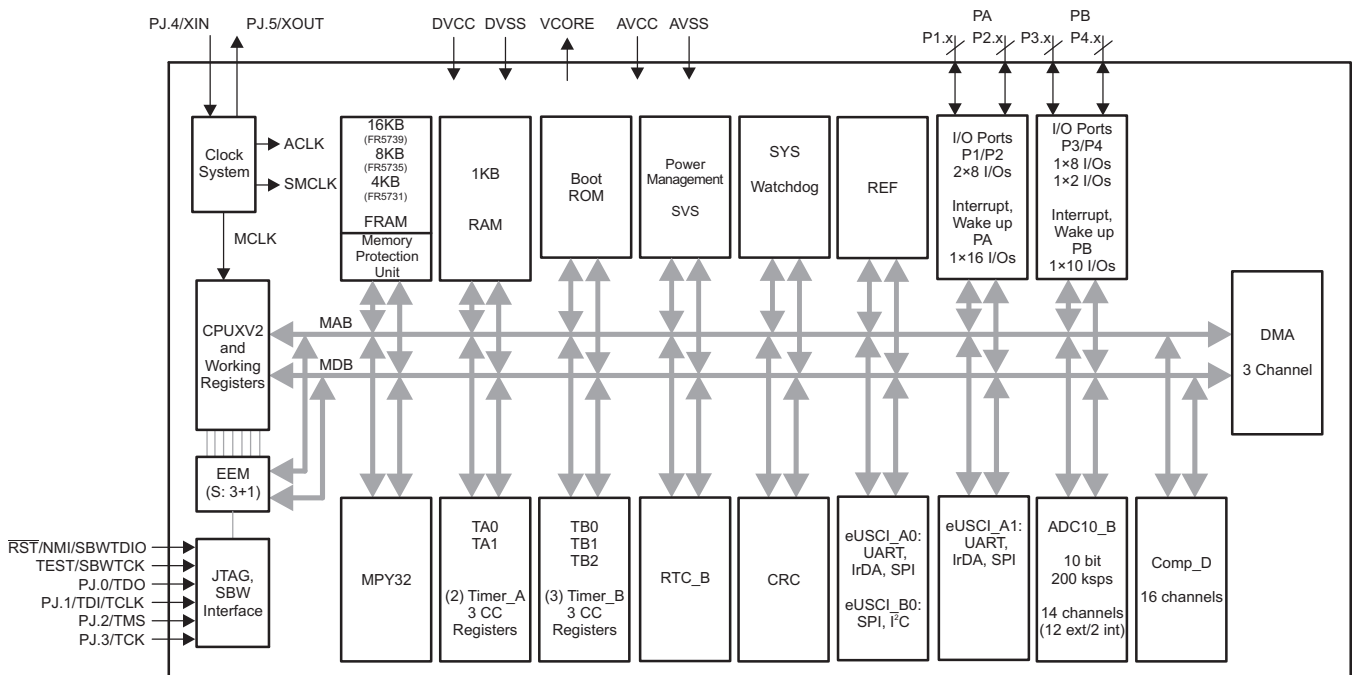 PJ.4/XIN
PJ.5/XOUT
DVCC
DVSS
VCORE
AVCC
AVSS
PA
PB
P1.x
P2.x
P3.x
P4.x
Clock
System
ACLK
SMCLK
MCLK
16KB
(FR5739)
8KB
(FR5735)
4KB
(FR5731)
FRAM
Memory
Protection
Unit
1KB
RAM
Boot
ROM
Power
Management
SVS
SYS
Watchdog
REF
I/O Ports
P1/P2
2×8 I/Os
Interrupt,
Wake up
PA
1×16 I/Os
I/O Ports
P3/P4
1×8 I/Os
1×2 I/Os
Interrupt,
Wake up
PB
1×10 I/Os
CPUXV2
and
Working
Registers
MAB
MDB
DMA
3 Channel
EEM
(S: 3+1)
RST/NMI/SBWTDIO
TEST/SBWTCK
PJ.0/TDO
PJ.1/TDI/TCLK
PJ.2/TMS
PJ.3/TCK
JTAG,
SBW
Interface
MPY32
TA0
TA1
(2) Timer_A
3 CC
Registers
TB0
TB1
TB2
(3) Timer_B
3 CC
Registers
RTC_B
CRC
eUSCI_A0:
UART,
IrDA, SPI
eUSCI_B0:
SPI, I²C
eUSCI_A1:
UART,
IrDA, SPI
ADC10_B
10 bit
200 ksps
14 channels
(12 ext/2 int)
Comp_D
16 channels